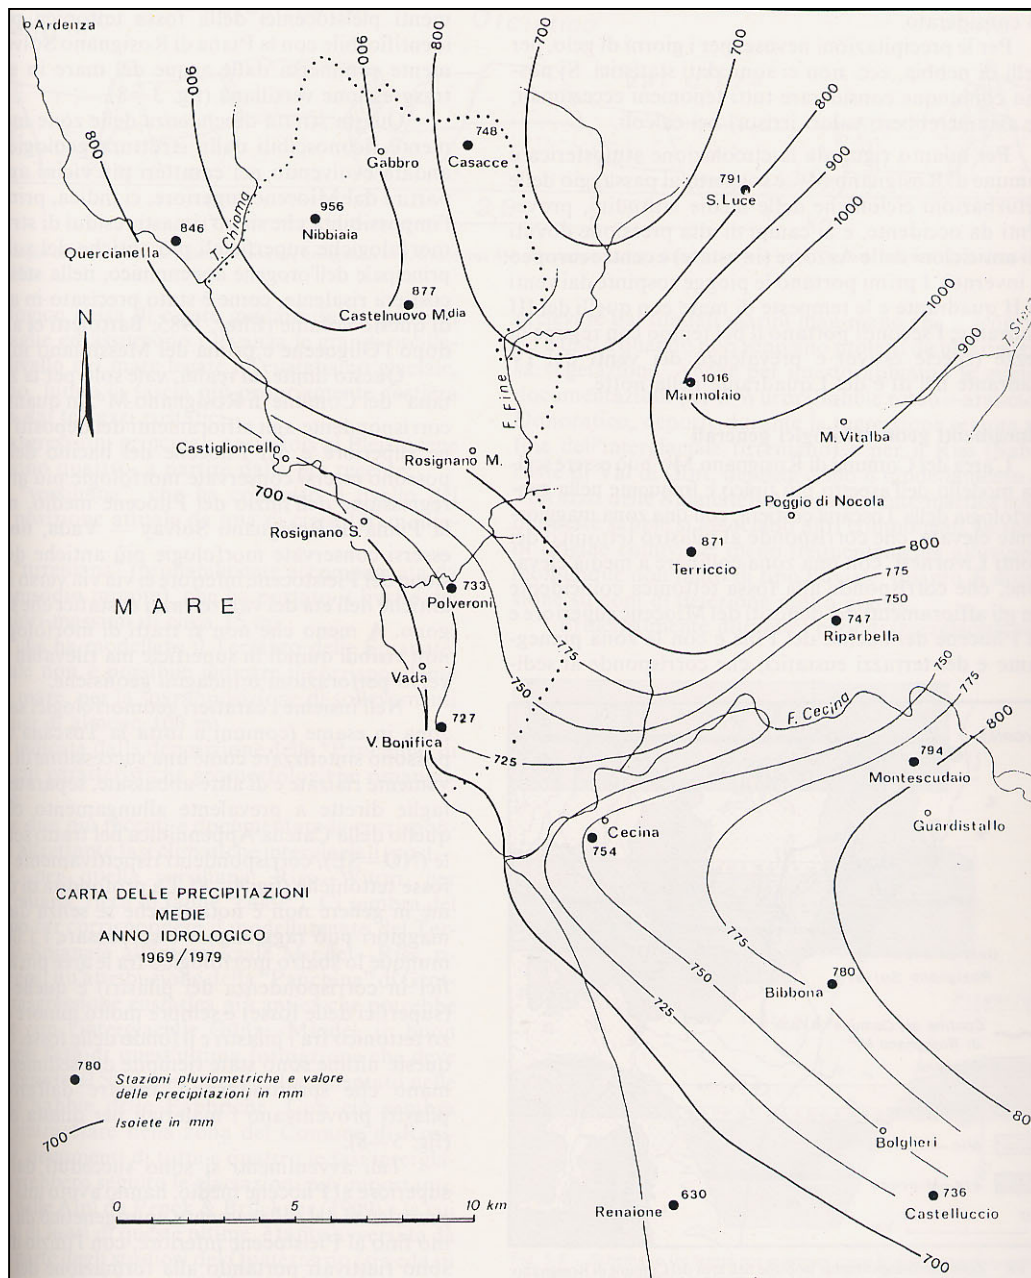 Ardenza
900
800
700
700
800
900
1000
748
Gabbro
Casacce
791
S. Luce
956
Nibbiaia
T. Chioma
846
Quercianella
877
Castelnuovo M.dia
N
1000
900
1016
Marmolaio
F. Fine
M. Vitalba
Castiglioncello
Rosignano M.
700
Rosignano S.
Poggio di Nocola
871
Terriccio
800
775
750
733
Polveroni
MARE
747
Riparbella
775
750
750
775
800
Vada
F. Cecina
727
V. Bonifica
725
794
Montescudaio
Guardistallo
Cecina
754
CARTA DELLE PRECIPITAZIONI
MEDIE
ANNO IDROLOGICO
1969/1979
775
780
Bibbona
750
725
780
Stazioni pluviometriche e valore
delle precipitazioni in mm
700
Isoiete in mm
Bolgheri
0 5 10 km
630
Renaione
736
Castelluccio
700